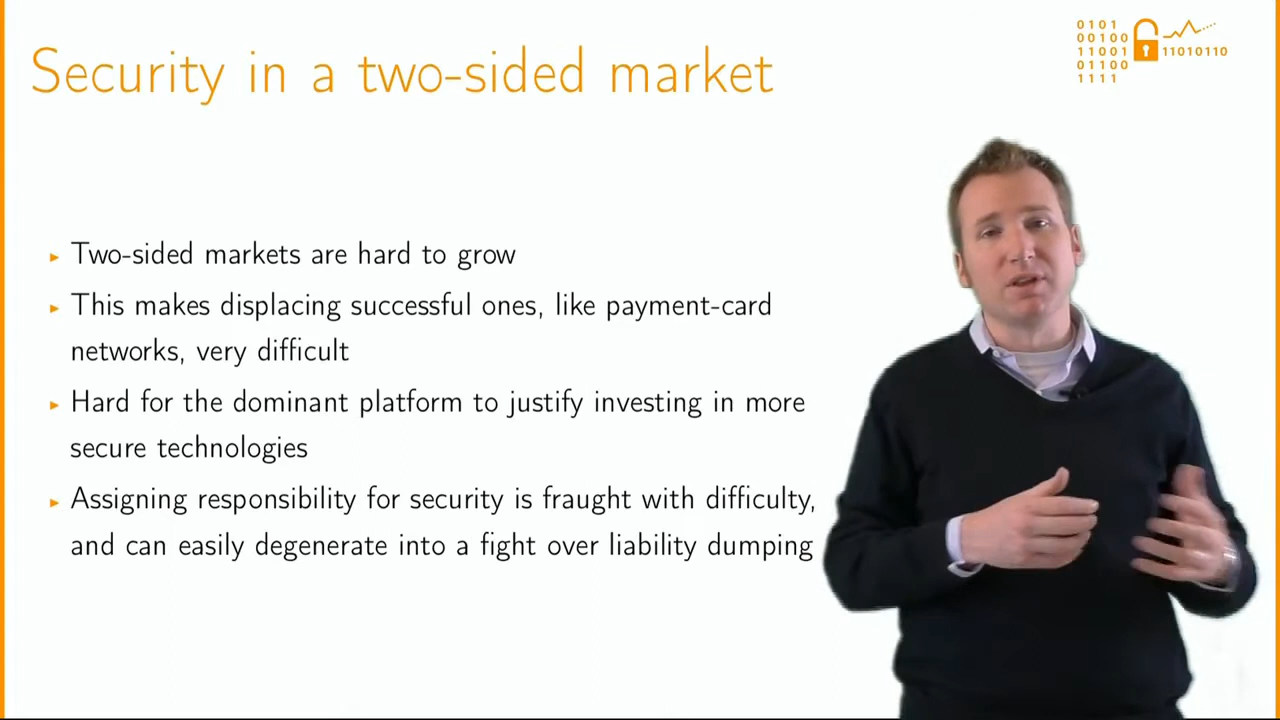 Security in a two-sided market
0101
00100
11001
01100
1111
11010110
▸ Two-sided markets are hard to grow
▸ This makes displacing successful ones, like payment-card
networks, very difficult
▸ Hard for the dominant platform to justify investing in more
secure technologies
▸ Assigning responsibility for security is fraught with difficulty,
and can easily degenerate into a fight over liability dumping